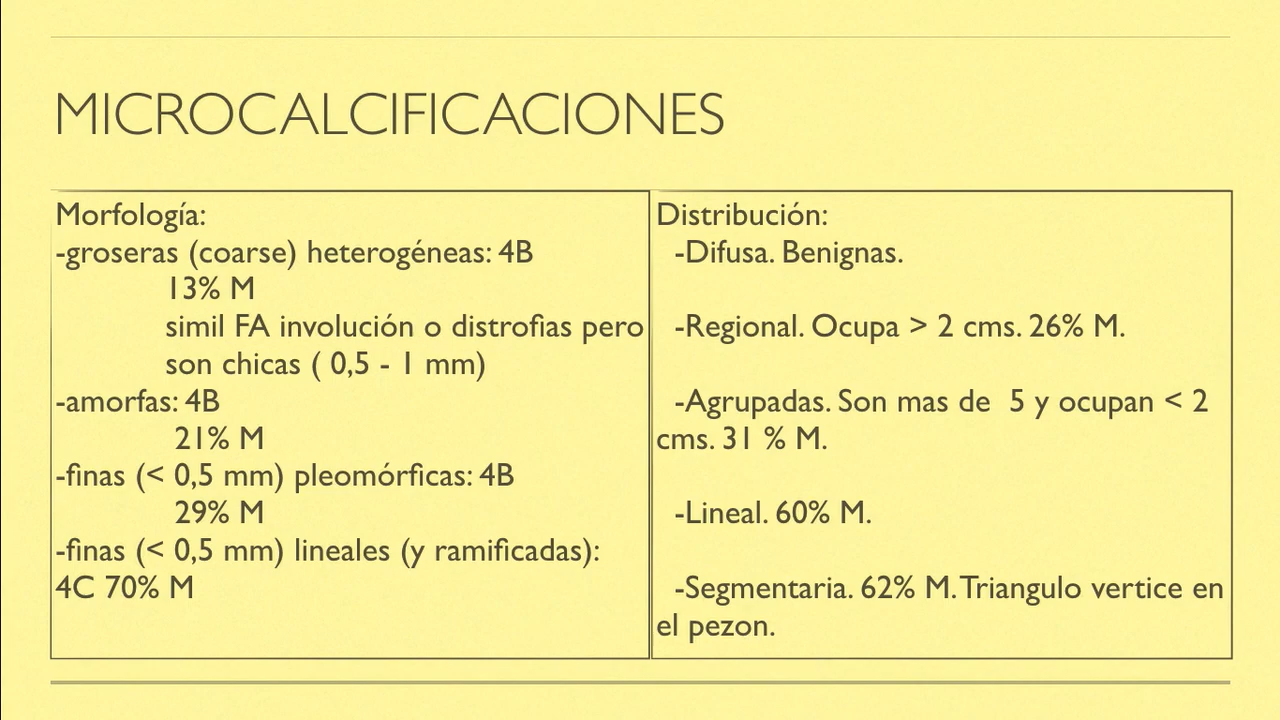 MICROCALCIFICACIONES
Morfología:
-groseras (coarse) heterogéneas: 4B
13% M
simil FA involución o distrofias pero
son chicas ( 0,5 - 1 mm)
-amorfas: 4B
21% M
-finas (< 0,5 mm) pleomórficas: 4B
29% M
-finas (< 0,5 mm) lineales (y ramificadas):
4C 70% M
Distribución:
-Difusa. Benignas.
-Regional. Ocupa > 2 cms. 26% M.
-Agrupadas. Son mas de  5 y ocupan < 2
cms. 31 % M.
-Lineal. 60% M.
-Segmentaria. 62% M. Triangulo vertice en
el pezon.